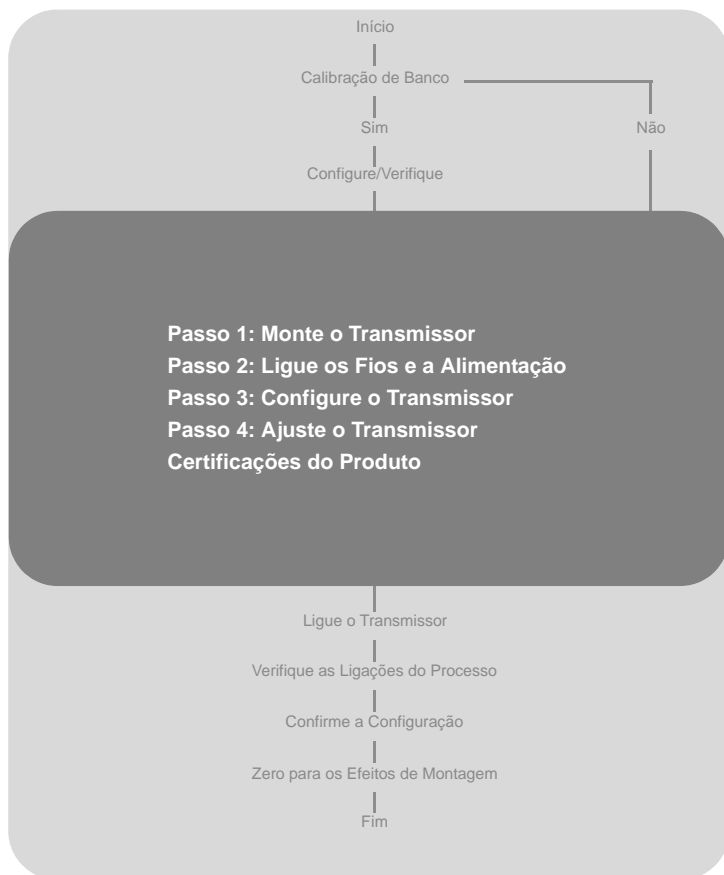 Início
Calibração de Banco
Sim
Não
Configure/Verifique
Passo 1: Monte o Transmissor
Passo 2: Ligue os Fios e a Alimentação
Passo 3: Configure o Transmissor
Passo 4: Ajuste o Transmissor
Certificações do Produto
Ligue o Transmissor
Verifique as Ligações do Processo
Confirme a Configuração
Zero para os Efeitos de Montagem
Fim